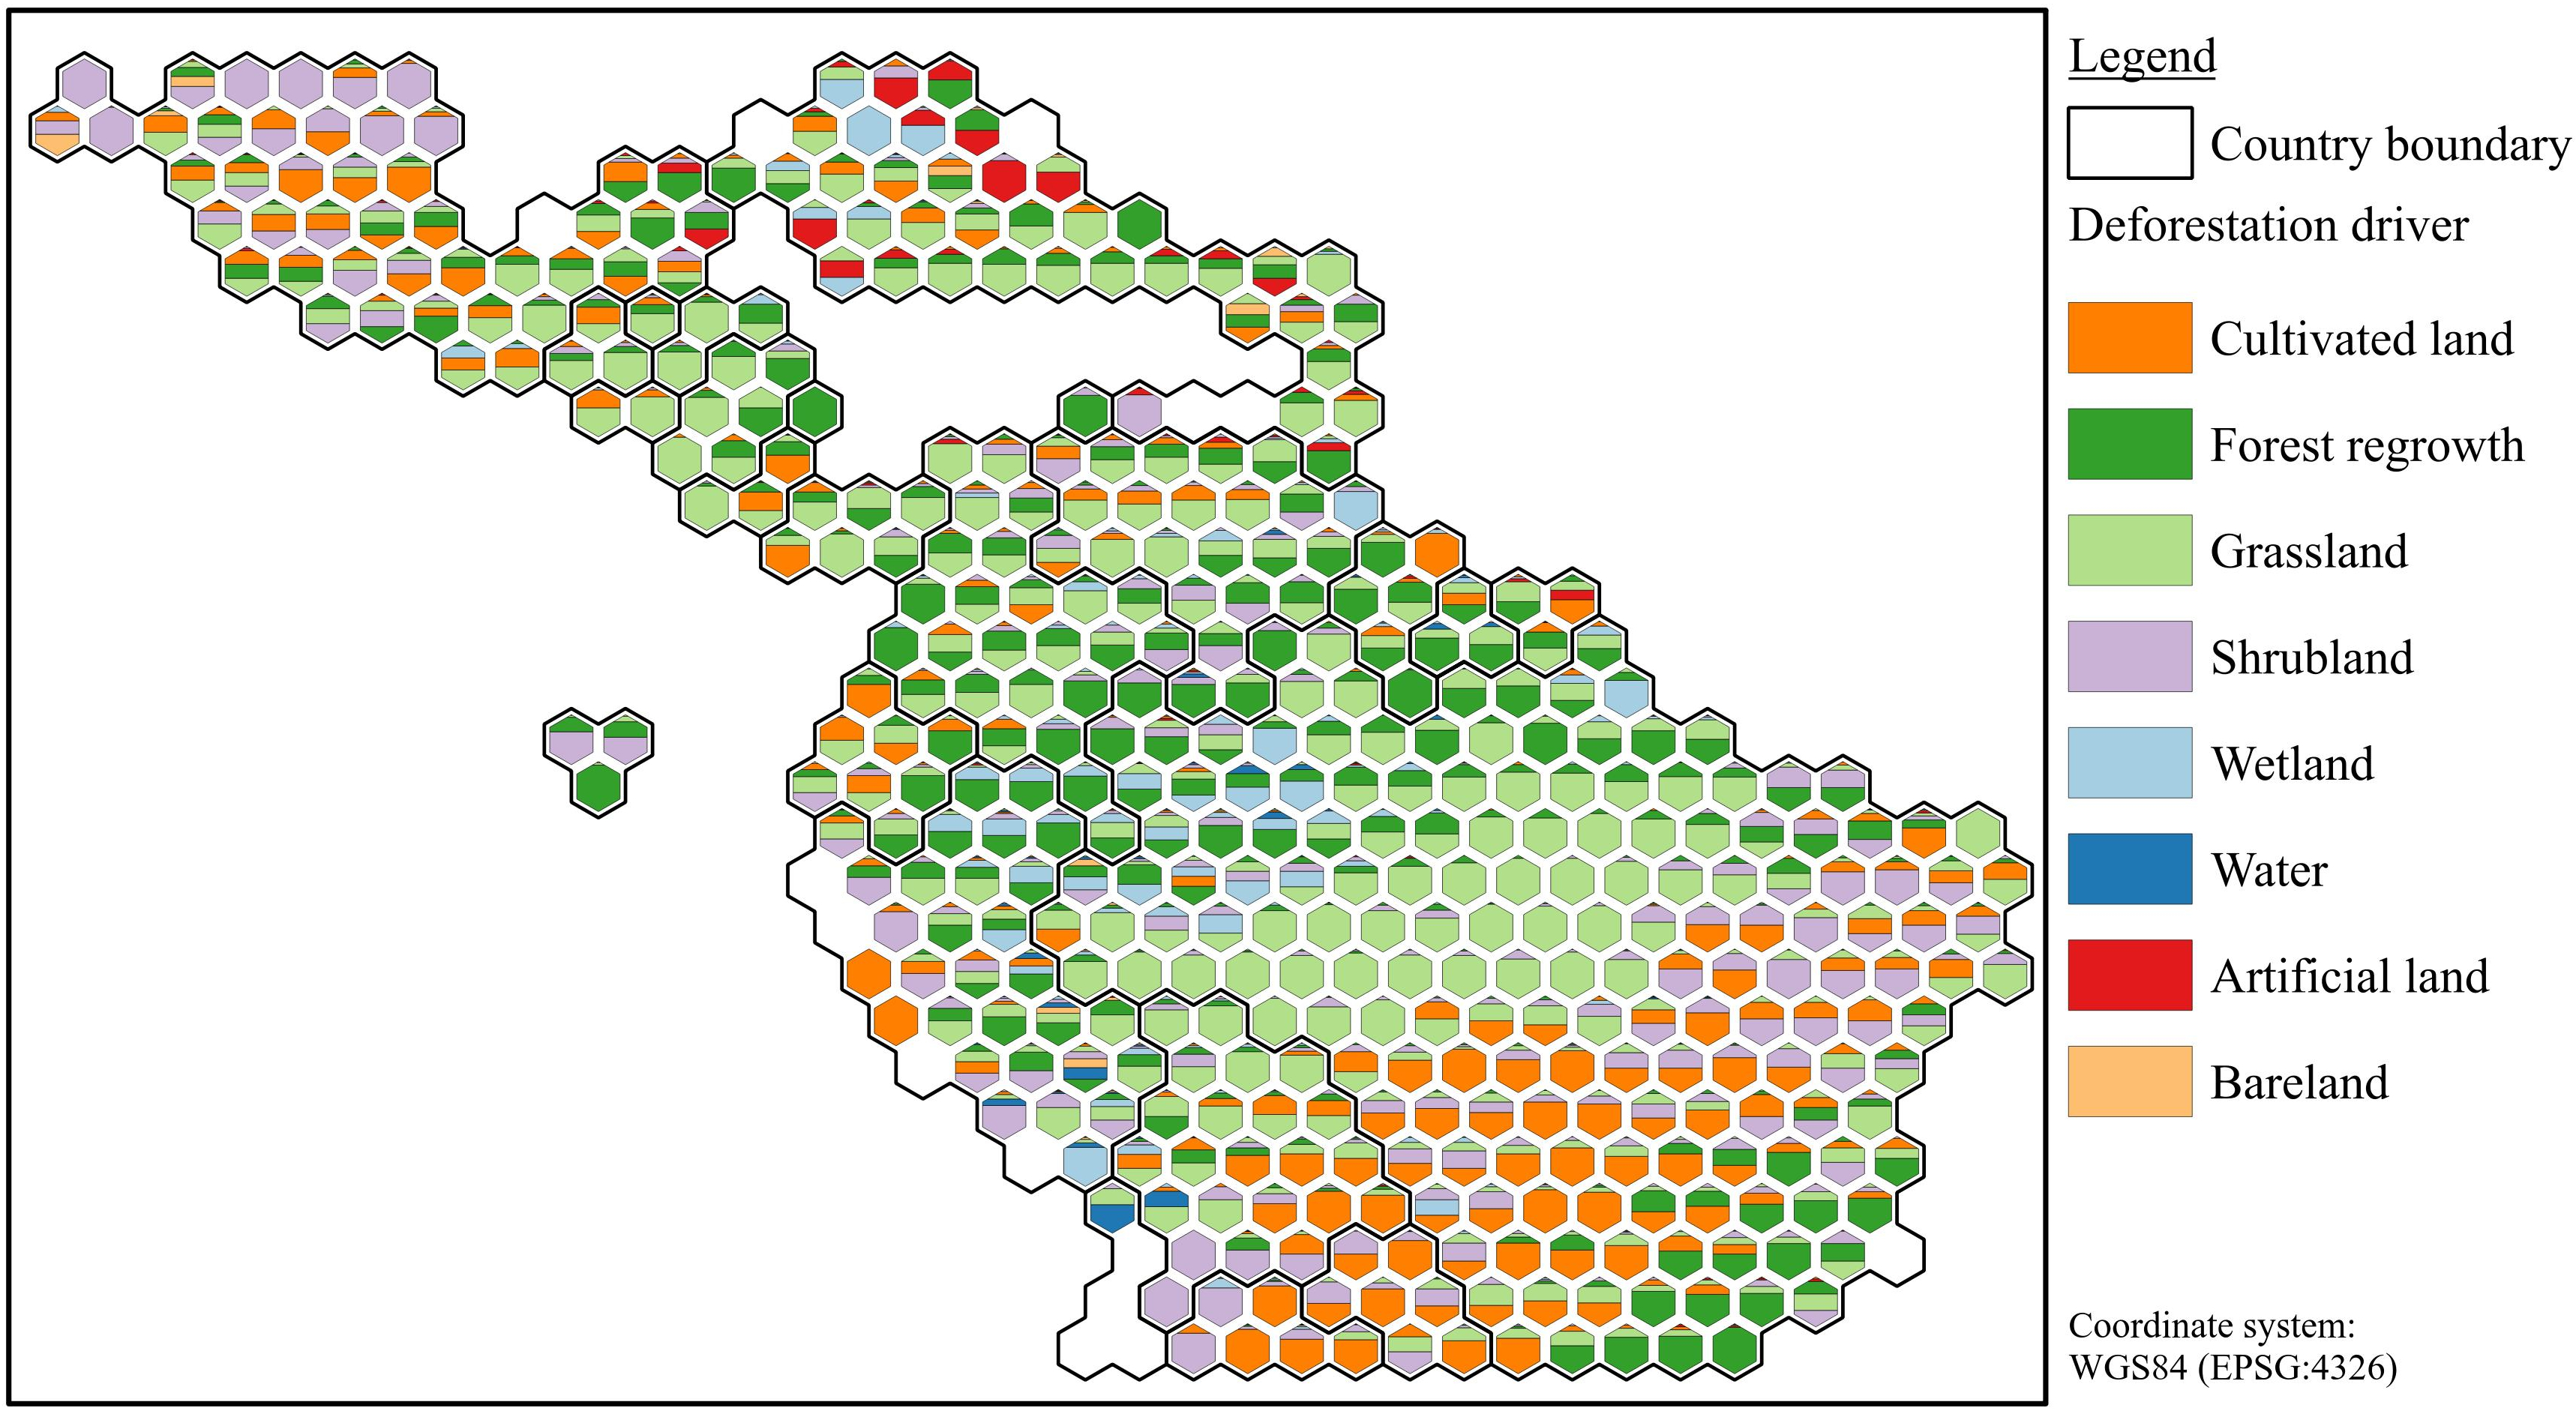 Legend
Country boundary
Deforestation driver
Cultivated land
Forest regrowth
Grassland
Shrubland
Wetland
Water
Artificial land
Bareland
Coordinate system:
WGS84 (EPSG:4326)